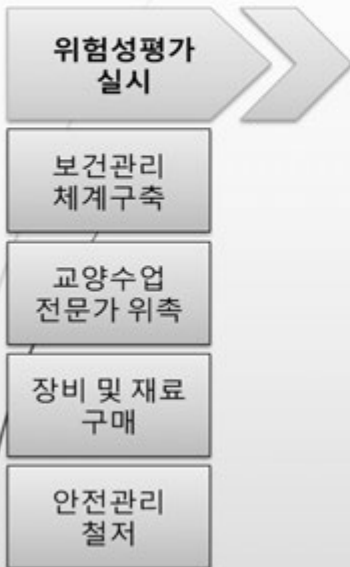 위험성평가
실시
보건관리
체계구축
교양수업
전문가 위촉
장비 및 재료
구매
안전관리
철저